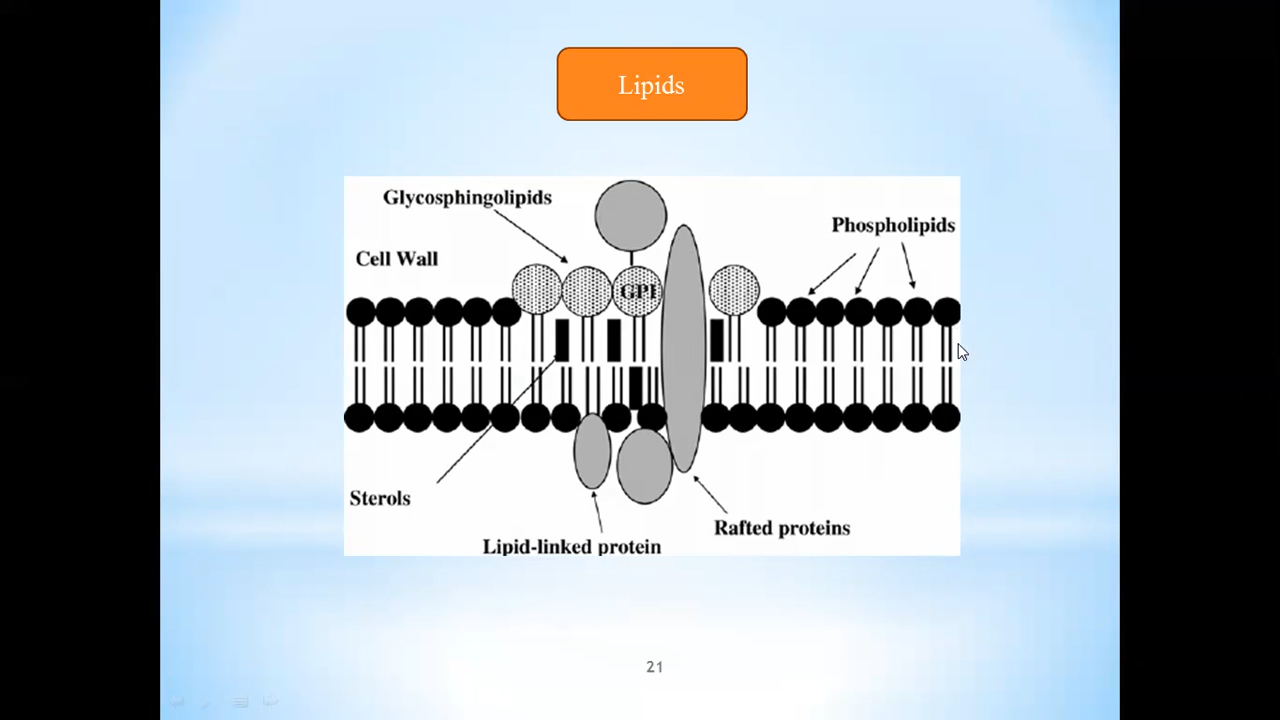 Lipids
Glycosphingolipids
Phospholipids
Cell Wall
GPI
Sterols
Rafted proteins
Lipid-linked protein
21